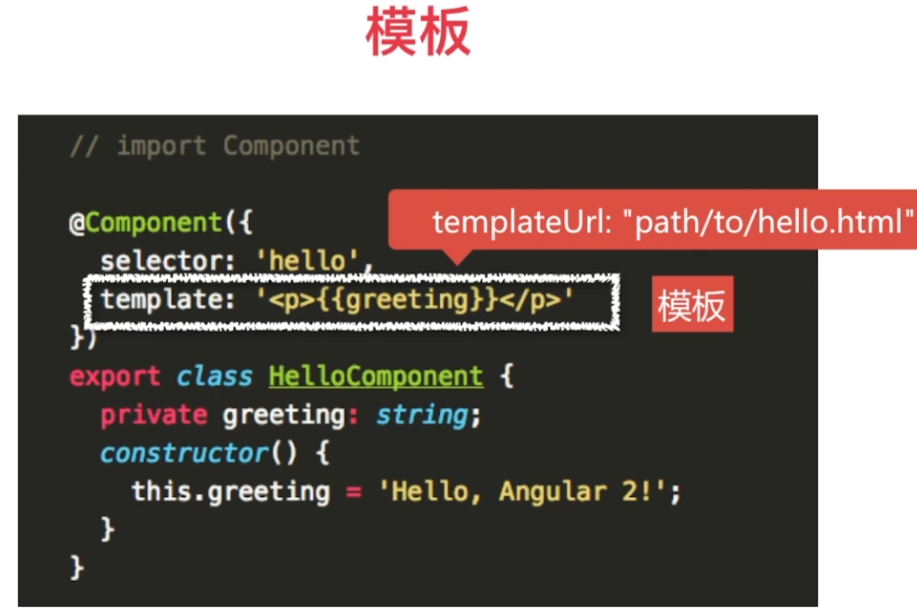 模板
// import Component
@Component({
templateUrl: "path/to/hello.html"
selector: 'hello',
template: '<p>{{greeting}}</p>'
模板
})
export class HelloComponent {
private greeting: string;
constructor() {
this.greeting = 'Hello, Angular 2!';
}
}